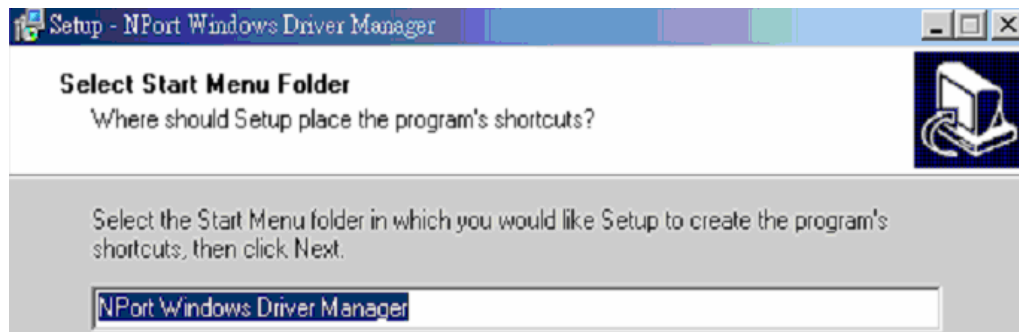 Setup - NPort Windows Driver Manager
Select Start Menu Folder
Where should Setup place the program's shortcuts?
Select the Start Menu folder in which you would like Setup to create the program's
shortcuts, then click Next.
NPort Windows Driver Manager